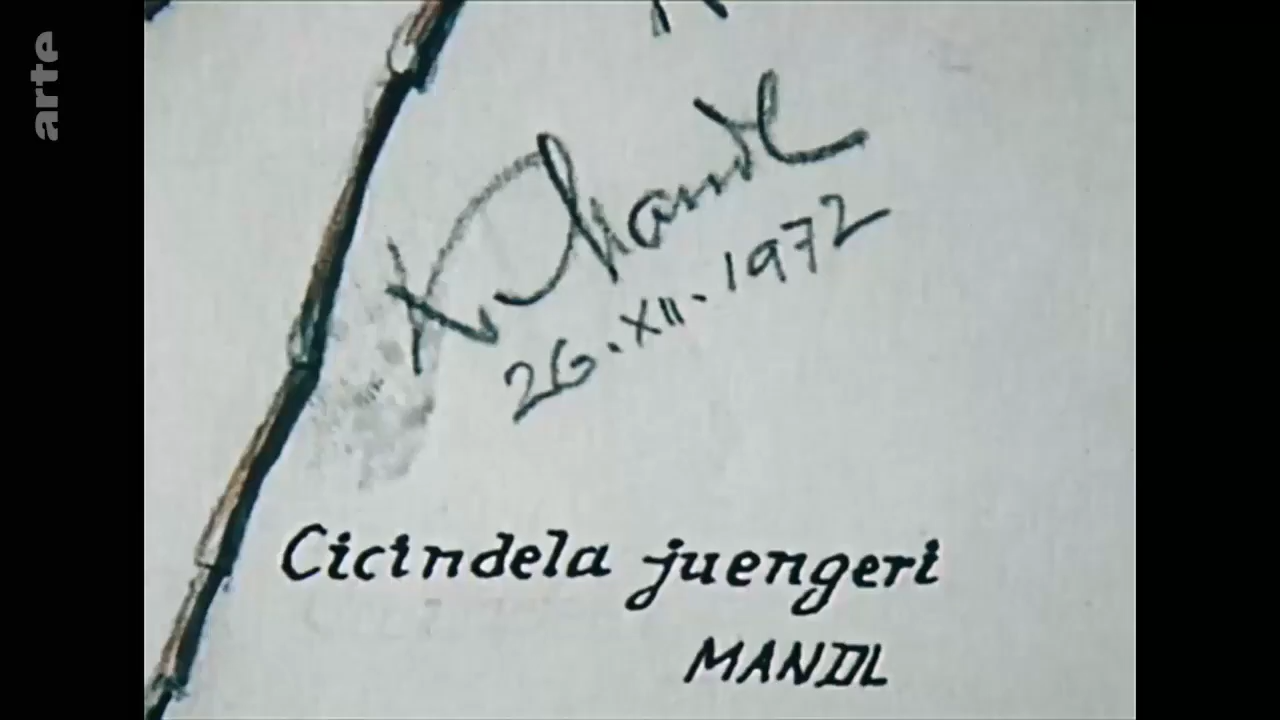 arte
K. Mandl
26.XII.1972
Cicindela juengeri
MANDL